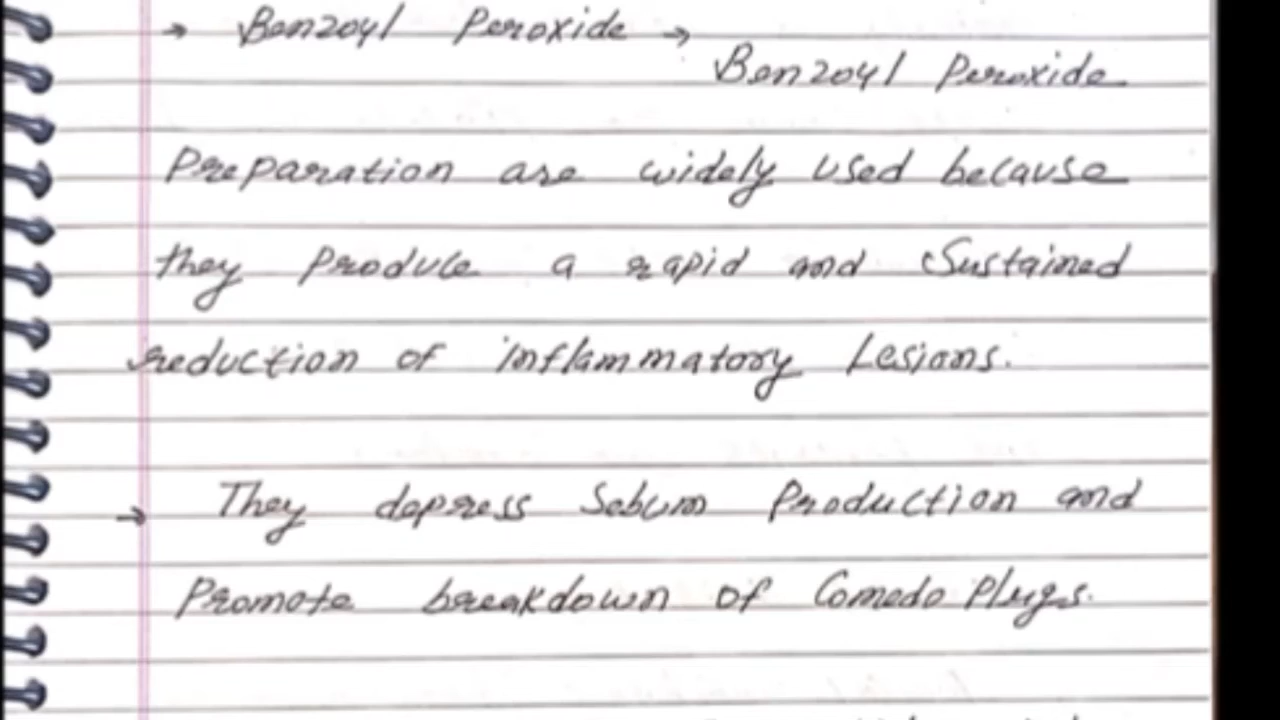 → Benzoyl Peroxide →
Benzoyl Peroxide
Preparation are widely used because
they produce a rapid and Sustained
reduction of inflammatory Lesions.
→ They depress Sebum Production and
Promote breakdown of Comedo Plugs.